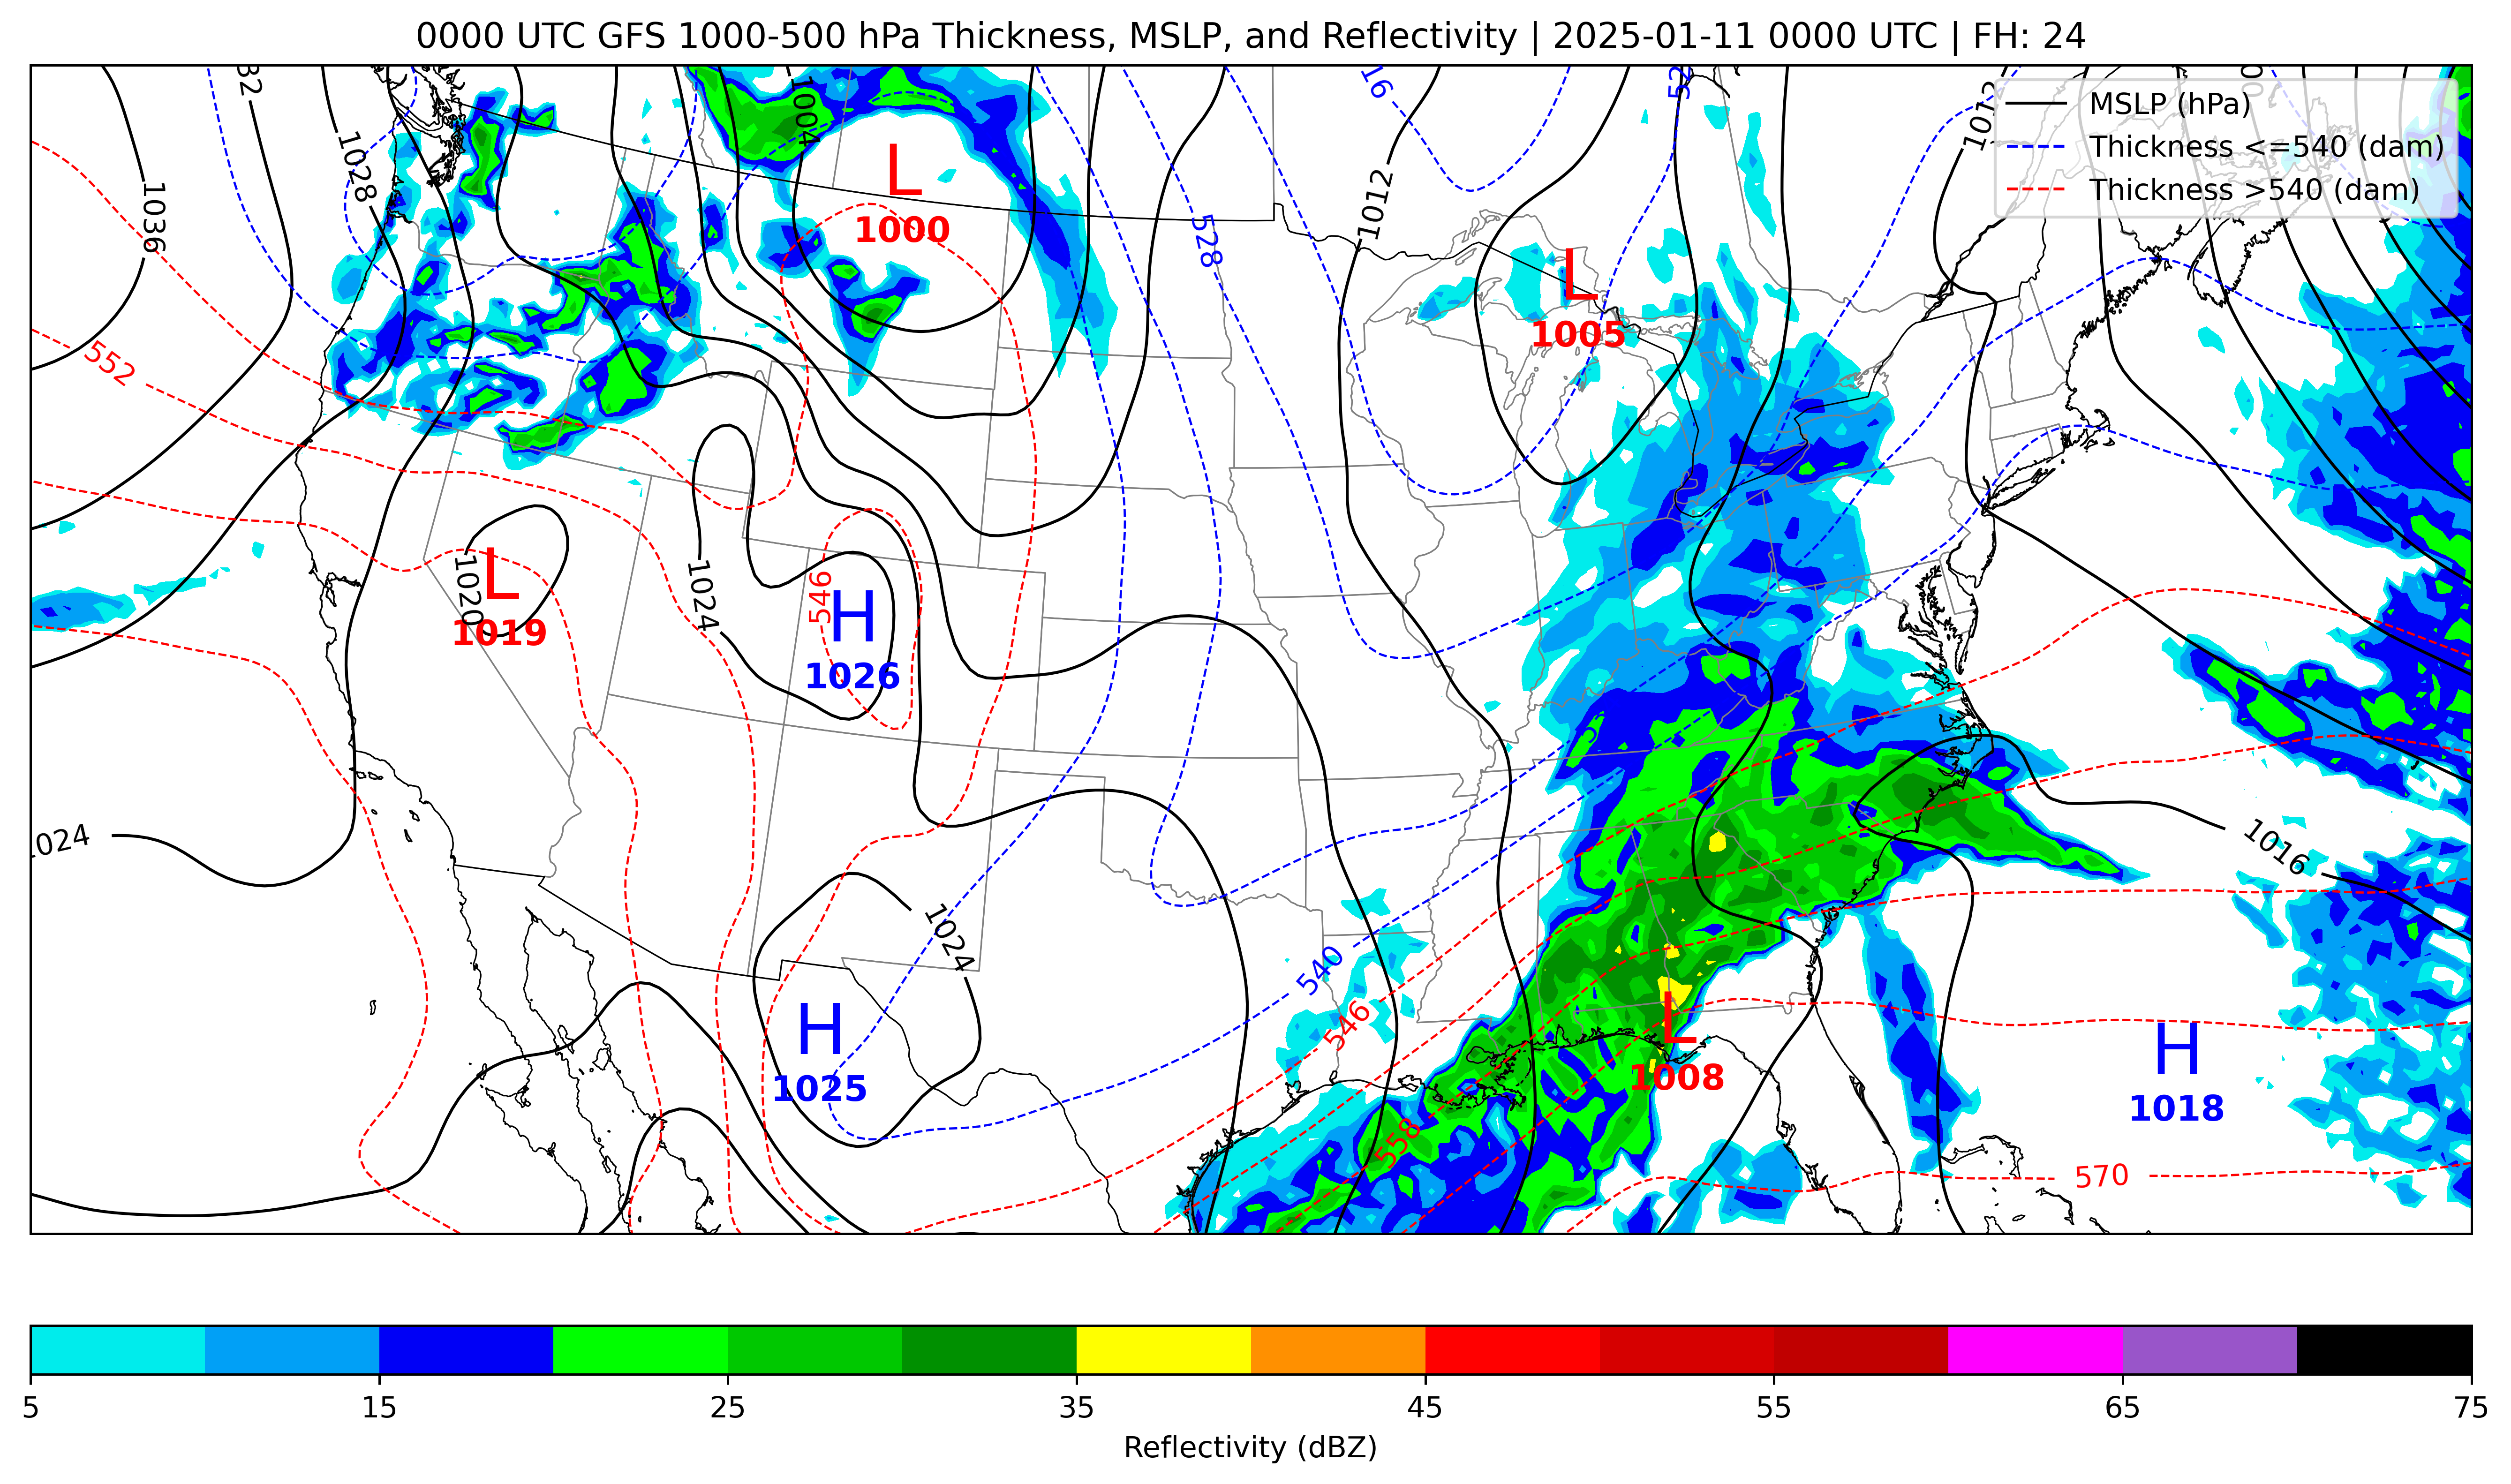 0000 UTC GFS 1000-500 hPa Thickness, MSLP, and Reflectivity | 2025-01-11 0000 UTC | FH: 24
MSLP (hPa)
Thickness <=540 (dam)
Thickness >540 (dam)
1004
1012
1012
516
52
L
1000
1036
1028
528
L
1005
552
L
1020
1019
1024
546
H
1026
1024
1016
1024
540
546
H
1025
L
1008
H
1018
558
570
5 15 25 35 45 55 65 75
Reflectivity (dBZ)